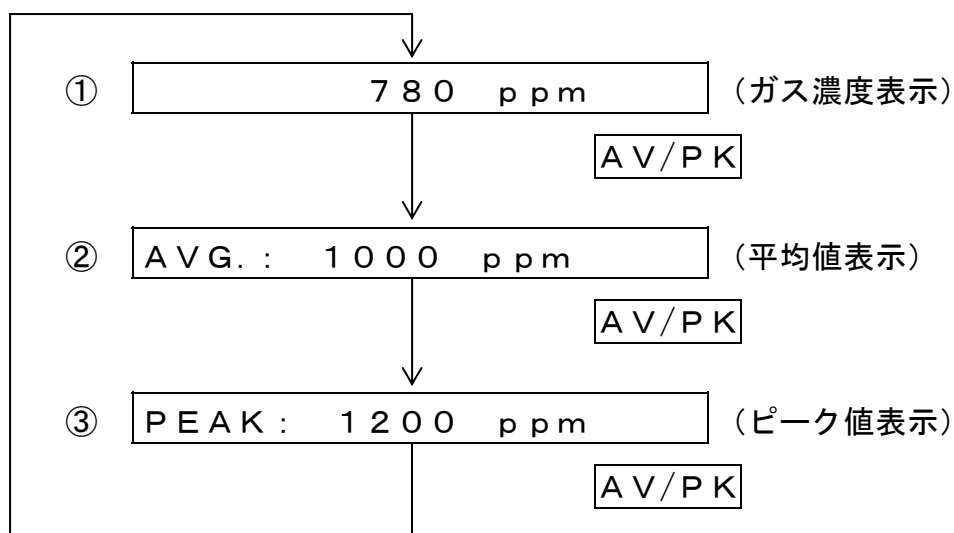 ① 780 ppm (ガス濃度表示)
AV/PK
② AVG.: 1000 ppm (平均値表示)
AV/PK
③ PEAK: 1200 ppm (ピーク値表示)
AV/PK